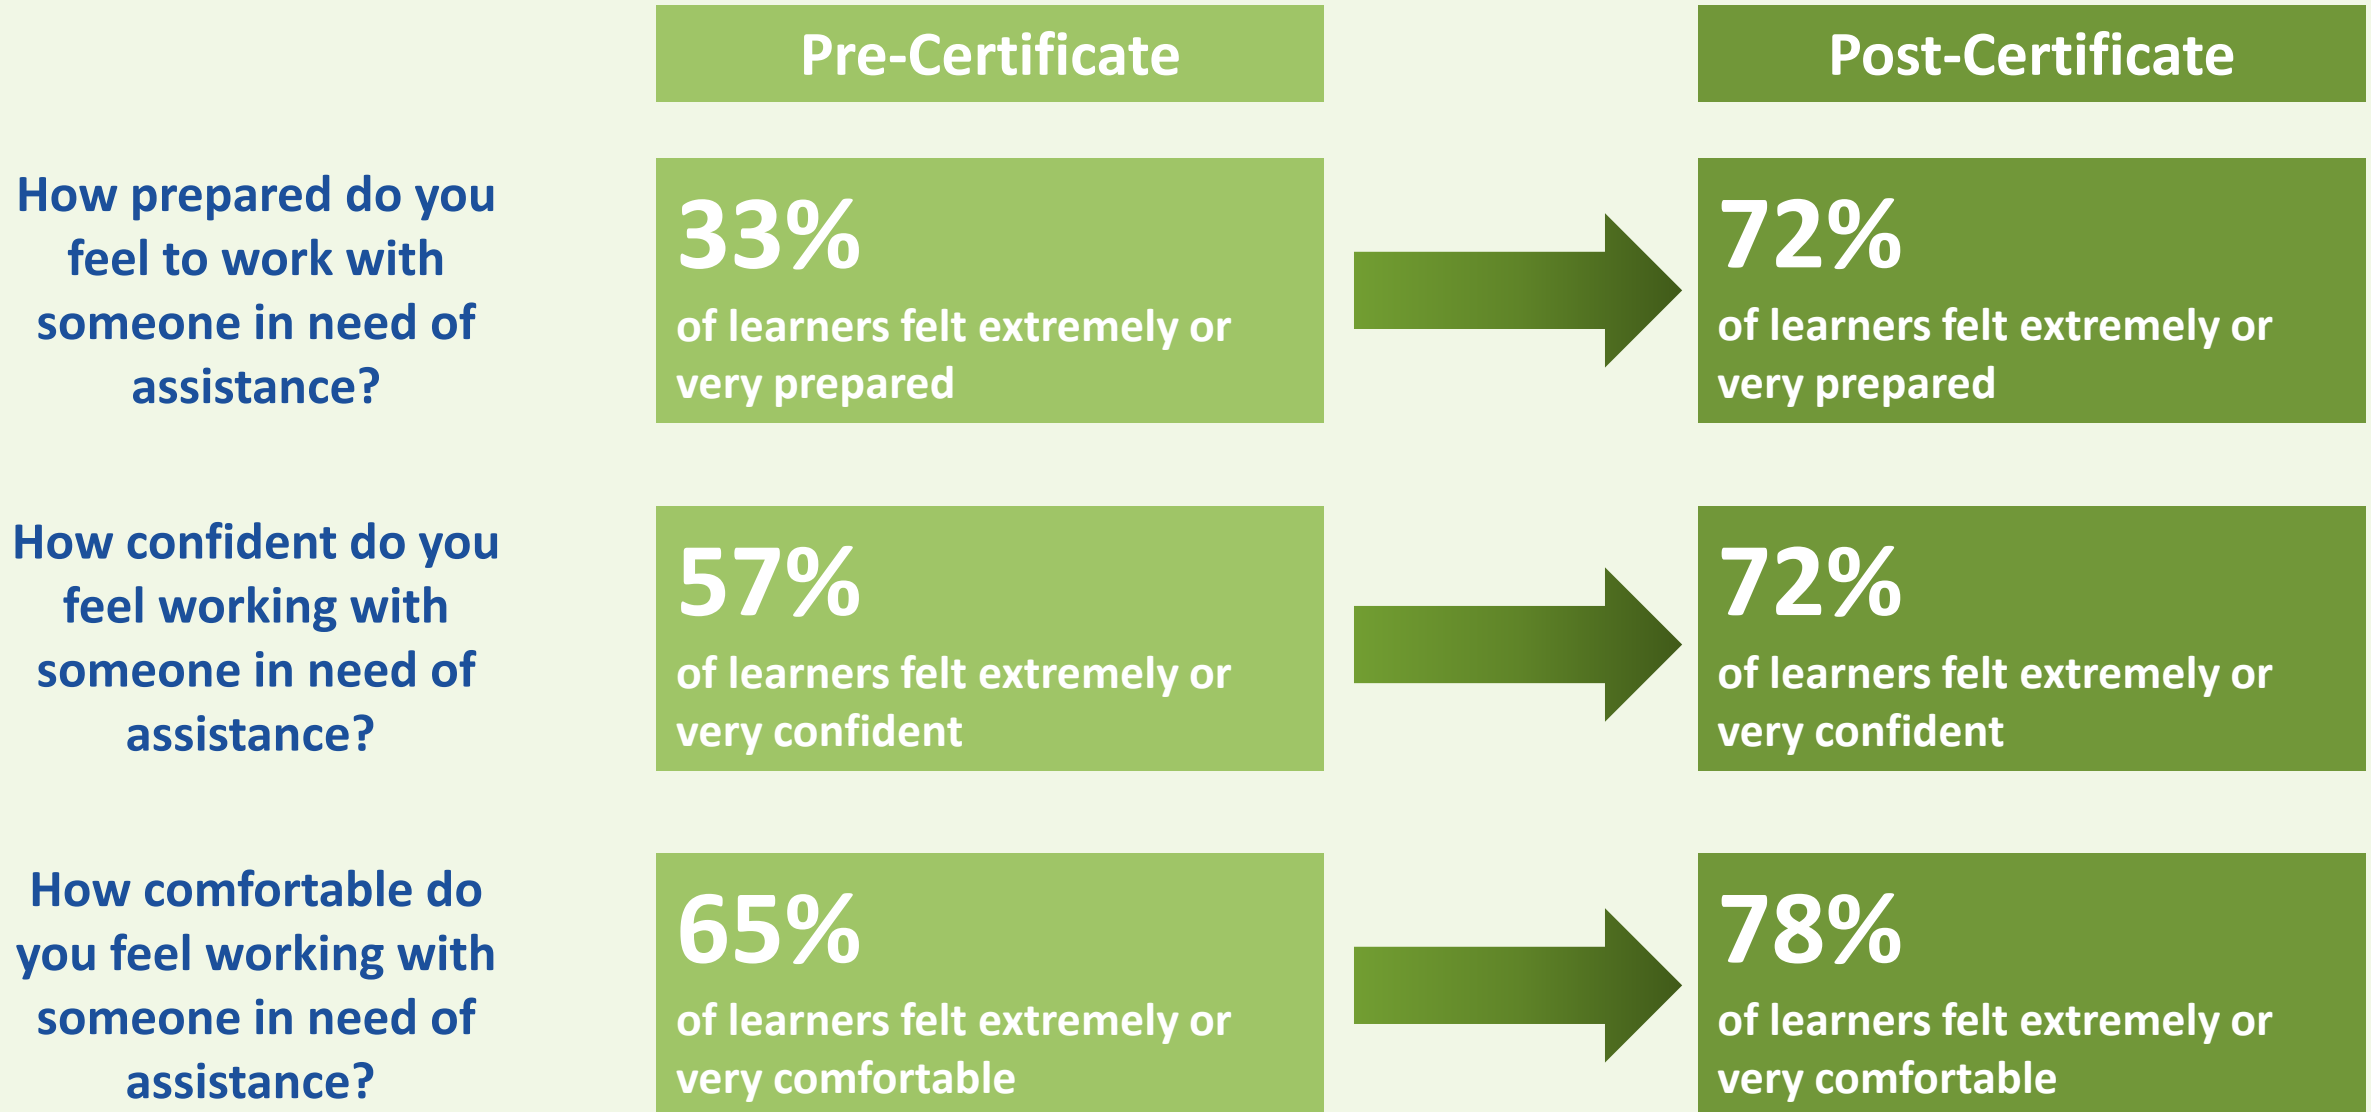 Pre-Certificate
Post-Certificate
How prepared do you
feel to work with
someone in need of
assistance?
33%
of learners felt extremely or
very prepared
72%
of learners felt extremely or
very prepared
How confident do you
feel working with
someone in need of
assistance?
57%
of learners felt extremely or
very confident
72%
of learners felt extremely or
very confident
How comfortable do
you feel working with
someone in need of
assistance?
65%
of learners felt extremely or
very comfortable
78%
of learners felt extremely or
very comfortable